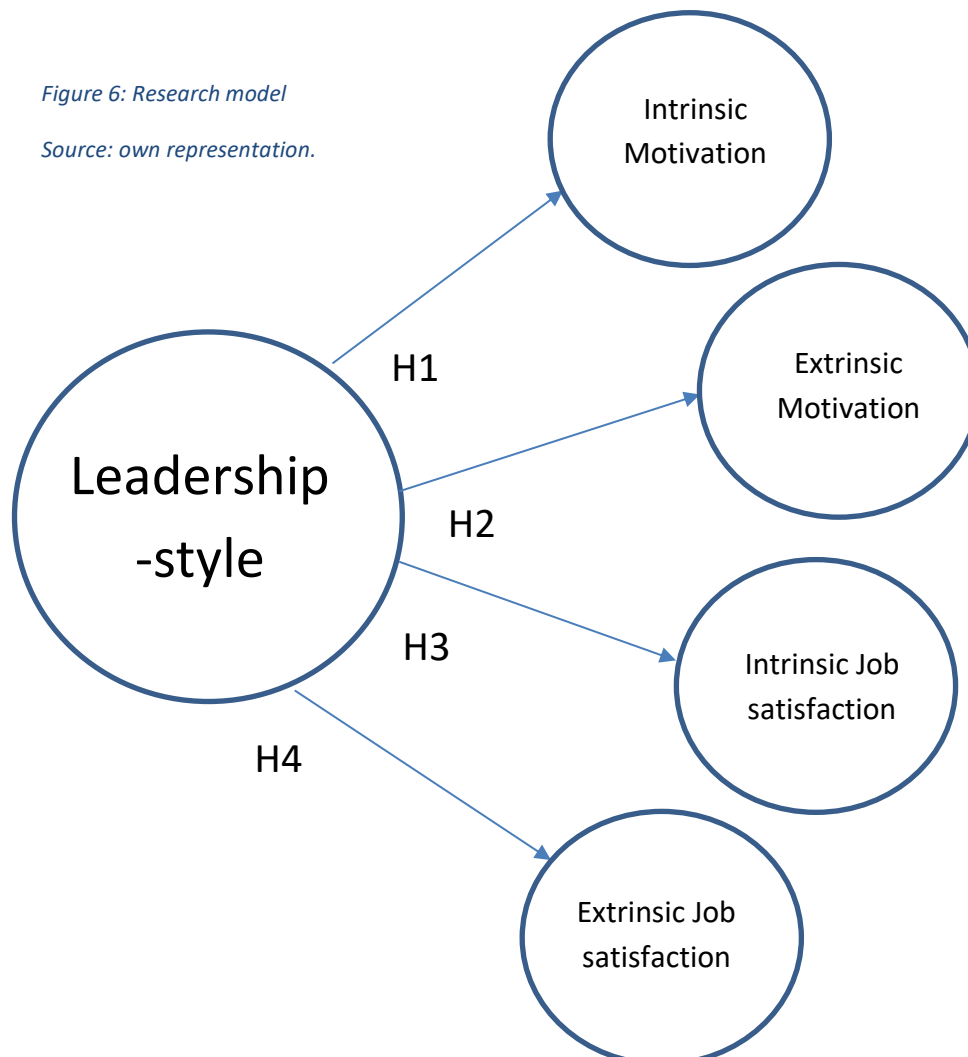 Figure 6: Research model
Source: own representation.
Intrinsic
Motivation
H1
Extrinsic
Motivation
Leadership
-style
H2
H3
Intrinsic Job
satisfaction
H4
Extrinsic Job
satisfaction